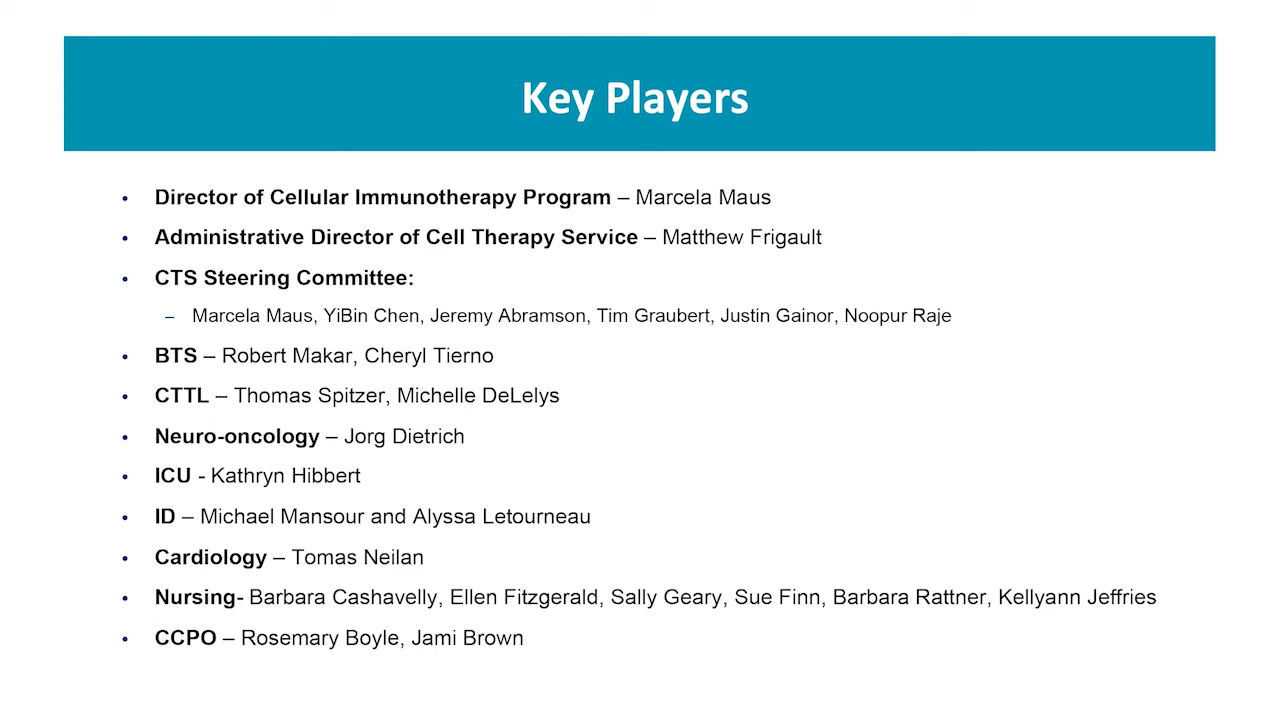 Key Players
• Director of Cellular Immunotherapy Program – Marcela Maus
• Administrative Director of Cell Therapy Service – Matthew Frigault
• CTS Steering Committee:
– Marcela Maus, YiBin Chen, Jeremy Abramson, Tim Graubert, Justin Gainor, Noopur Raje
• BTS – Robert Makar, Cheryl Tierno
• CTTL – Thomas Spitzer, Michelle DeLelys
• Neuro-oncology – Jorg Dietrich
• ICU - Kathryn Hibbert
• ID – Michael Mansour and Alyssa Letourneau
• Cardiology – Tomas Neilan
• Nursing- Barbara Cashavelly, Ellen Fitzgerald, Sally Geary, Sue Finn, Barbara Rattner, Kellyann Jeffries
• CCPO – Rosemary Boyle, Jami Brown